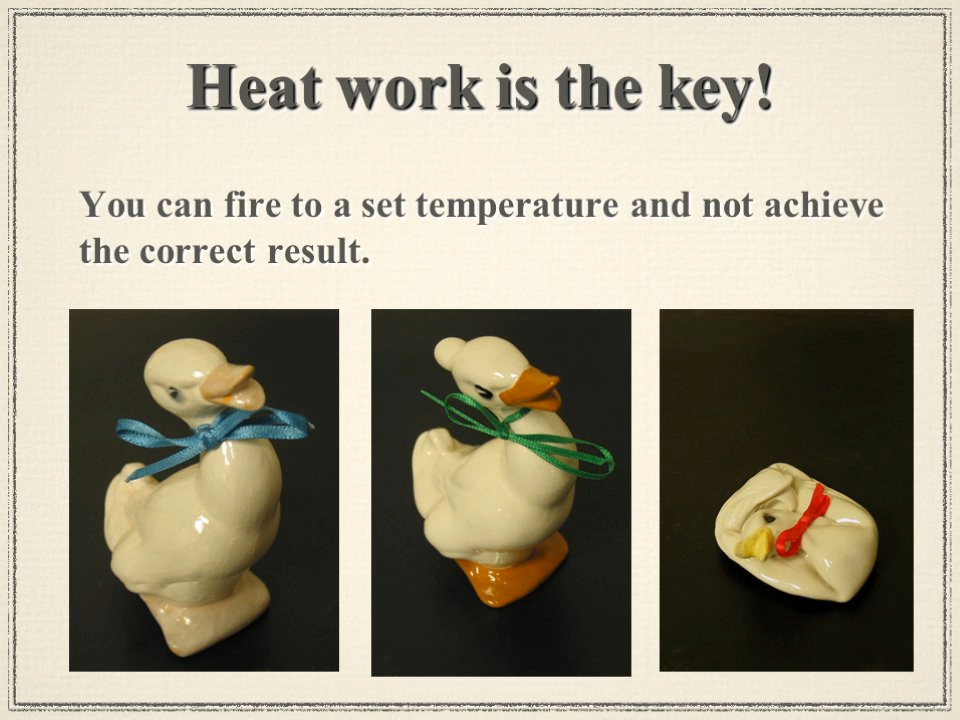 Heat work is the key!
You can fire to a set temperature and not achieve
the correct result.